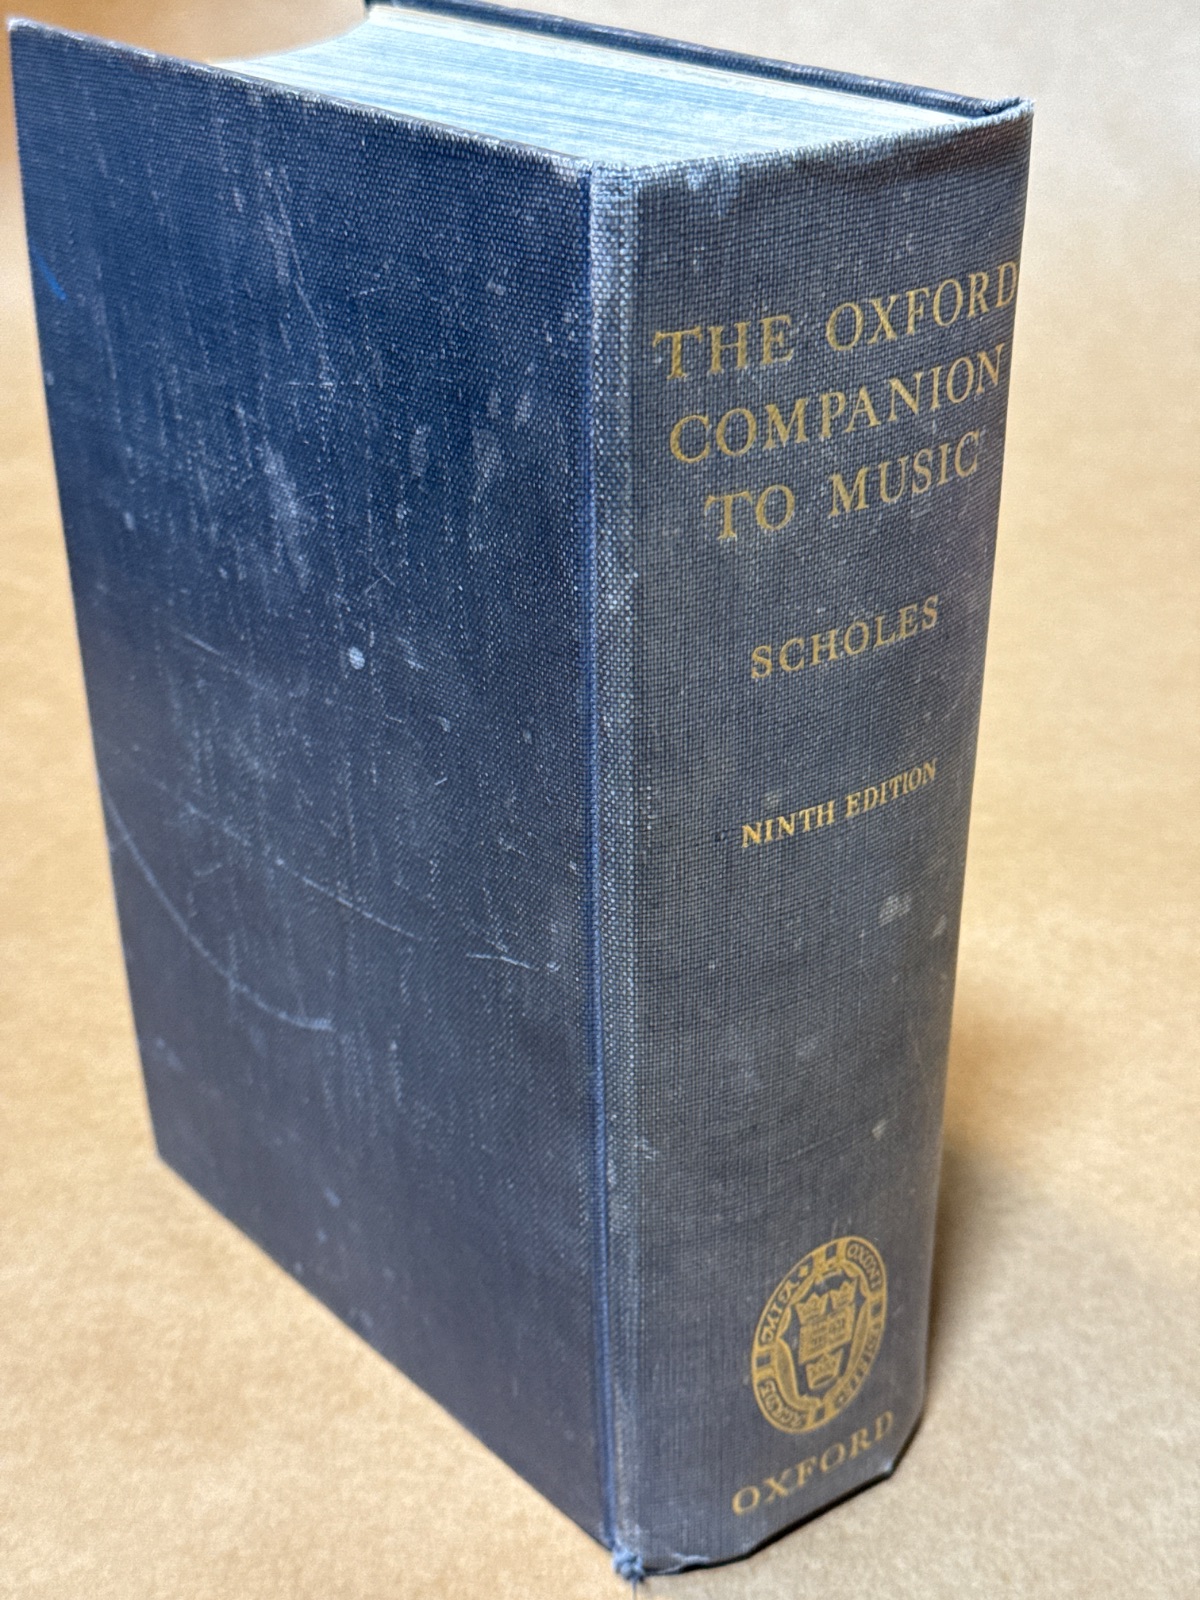 THE OXFORD
COMPANION
TO MUSIC
SCHOLES
NINTH EDITION
OXFORD